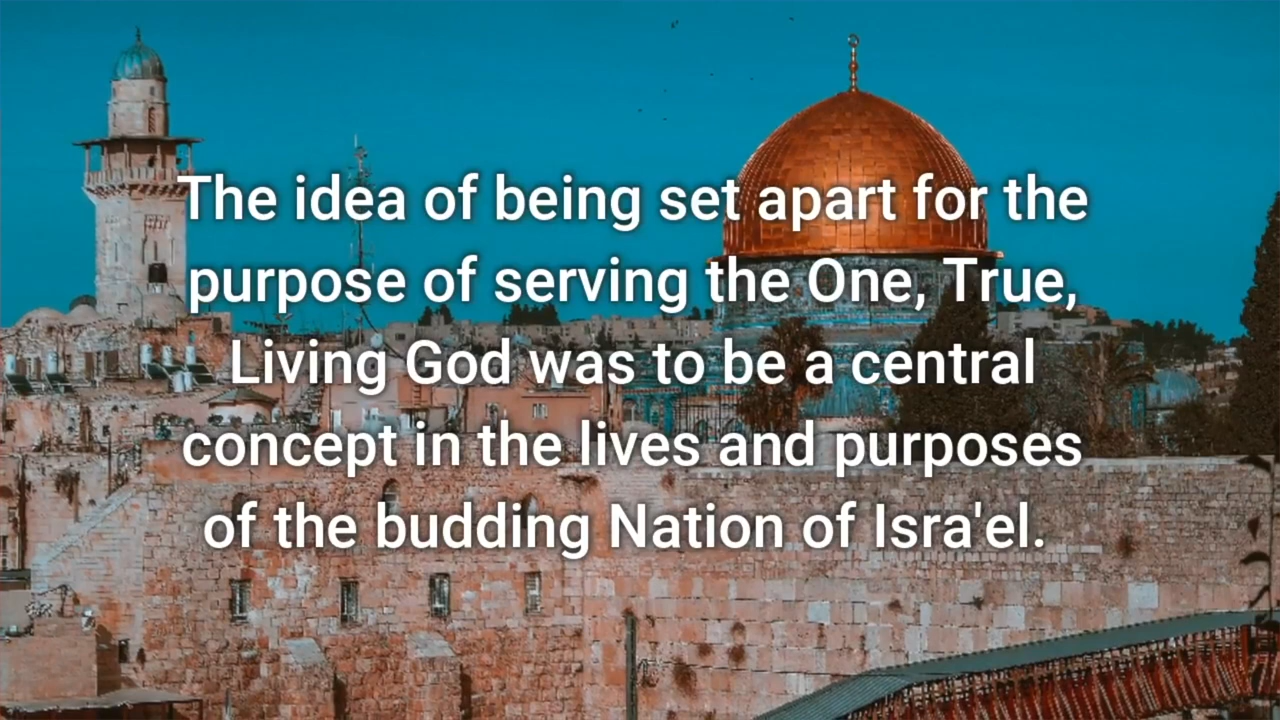 The idea of being set apart for the
purpose of serving the One, True,
Living God was to be a central
concept in the lives and purposes
of the budding Nation of Isra'el.